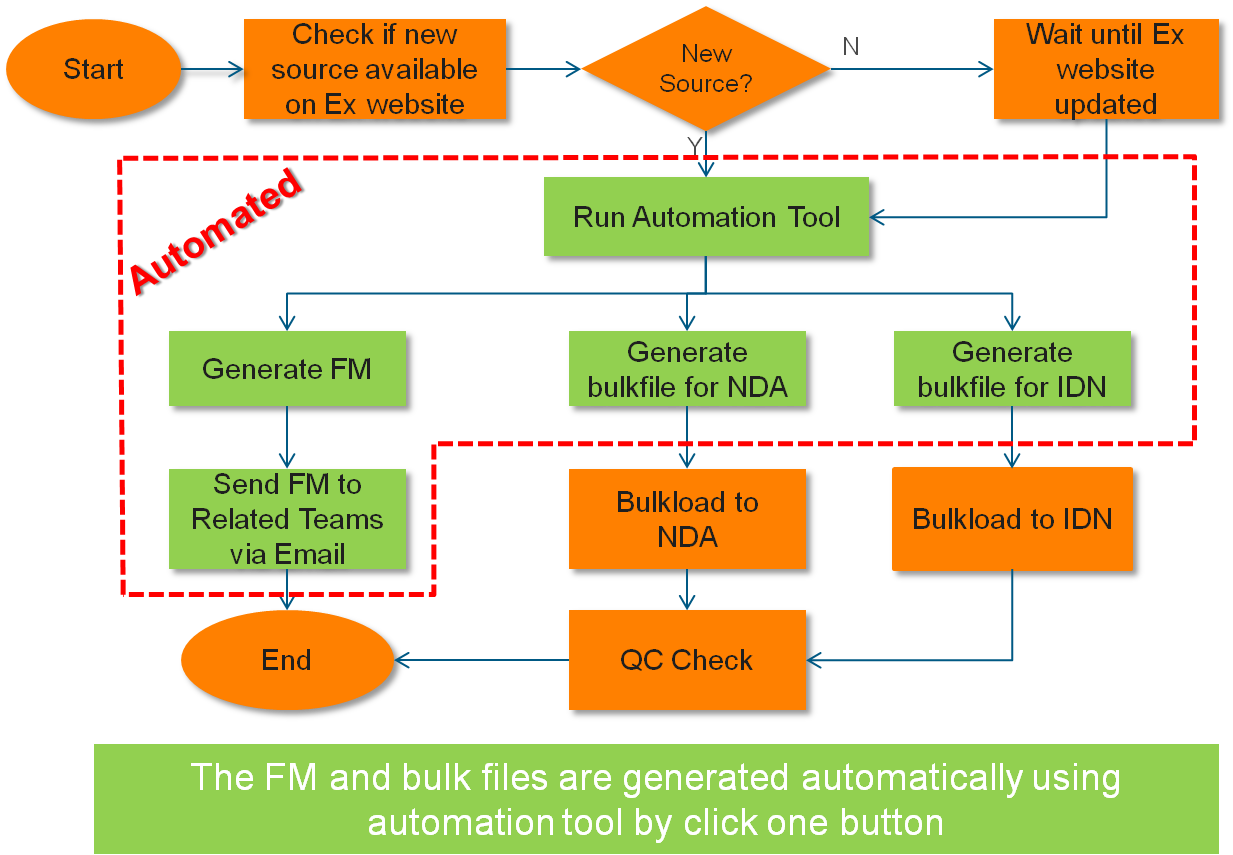 Start
Check if new
source available
on Ex website
New
Source?
N
Wait until Ex
website
updated
Y
Automated
Run Automation Tool
Generate FM
Generate
bulkfile for NDA
Generate
bulkfile for IDN
Send FM to
Related Teams
via Email
Bulkload to
NDA
Bulkload to IDN
End
QC Check
The FM and bulk files are generated automatically using
automation tool by click one button